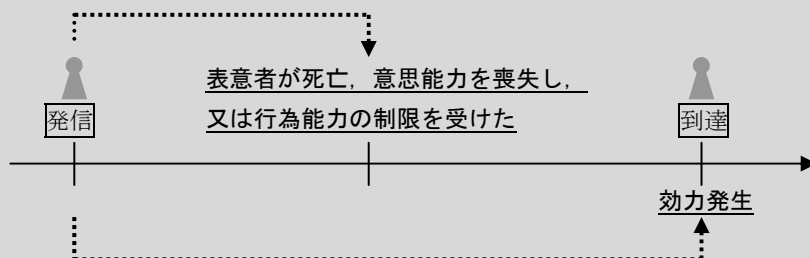 表意者が死亡，意思能力を喪失し，
又は行為能力の制限を受けた
発信
到達
効力発生